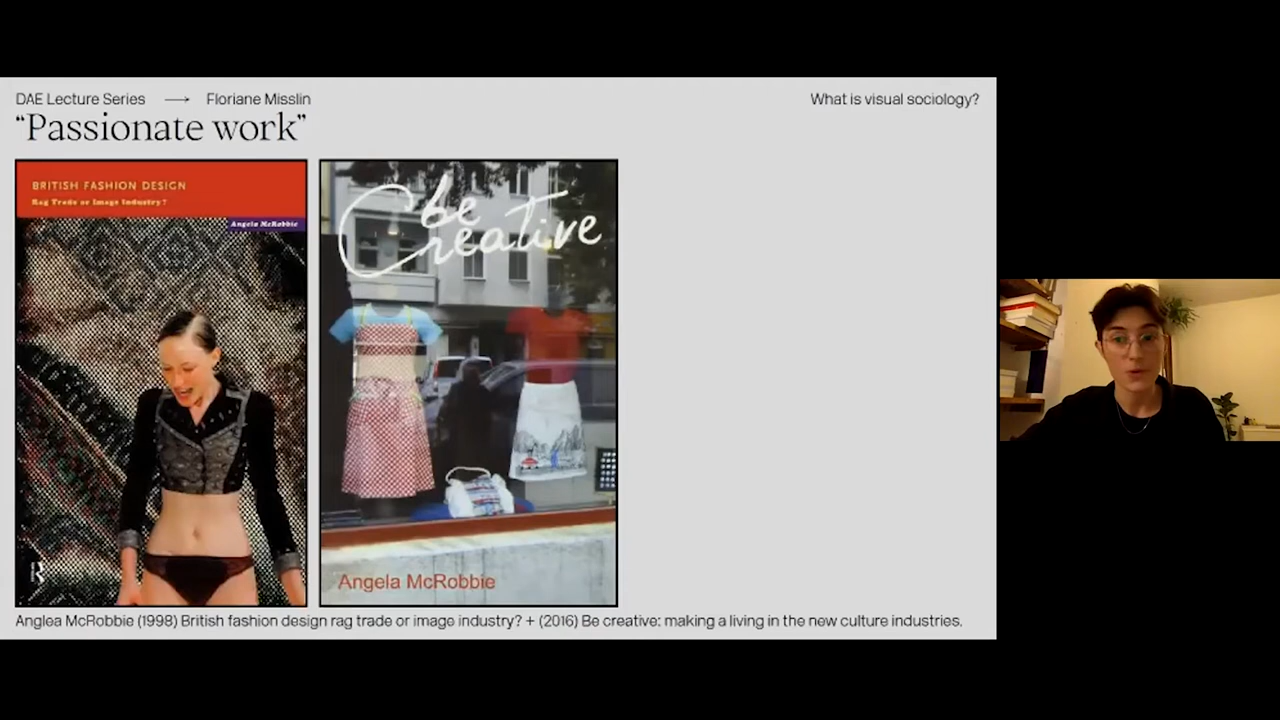 DAE Lecture Series → Floriane Misslin
What is visual sociology?
“Passionate work”
BRITISH FASHION DESIGN
Rag Trade or Image Industry?
Angela McRobbie
R
be
Creative
Angela McRobbie
Anglea McRobbie (1998) British fashion design rag trade or image industry? + (2016) Be creative: making a living in the new culture industries.